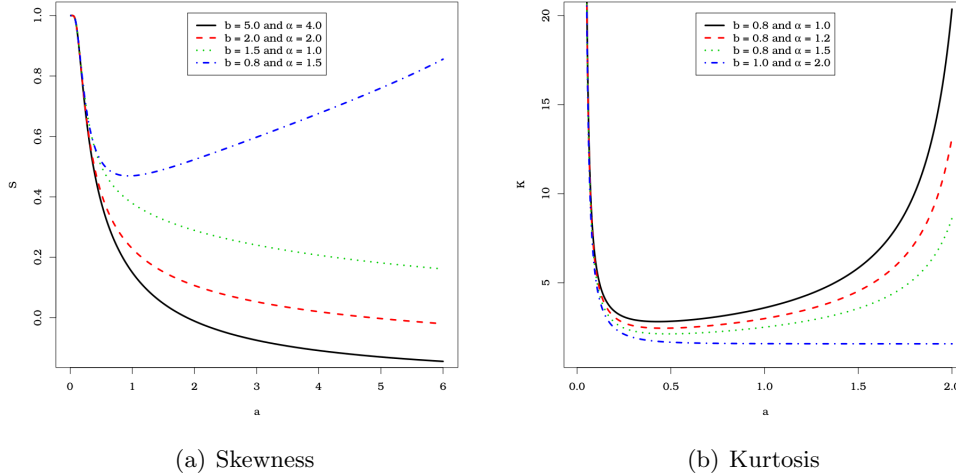 b = 5.0 and α = 4.0
b = 2.0 and α = 2.0
b = 1.5 and α = 1.0
b = 0.8 and α = 1.5
S
1.0
0.8
0.6
0.4
0.2
0.0
0 1 2 3 4 5 6
a
(a) Skewness
b = 0.8 and α = 1.0
b = 0.8 and α = 1.2
b = 0.8 and α = 1.5
b = 1.0 and α = 2.0
K
20
15
10
5
0.0 0.5 1.0 1.5 2.0
a
(b) Kurtosis